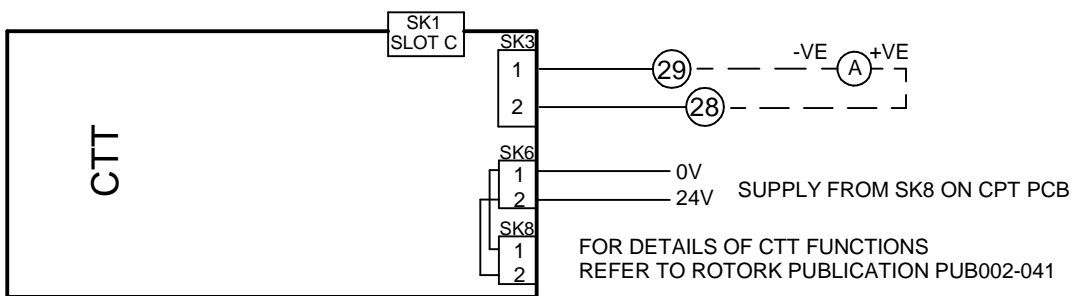 SK1
SLOT C
SK3
1
2
29
-VE
A
+VE
28
CTT
SK6
1
2
0V
24V
SUPPLY FROM SK8 ON CPT PCB
SK8
1
2
FOR DETAILS OF CTT FUNCTIONS
REFER TO ROTORK PUBLICATION PUB002-041